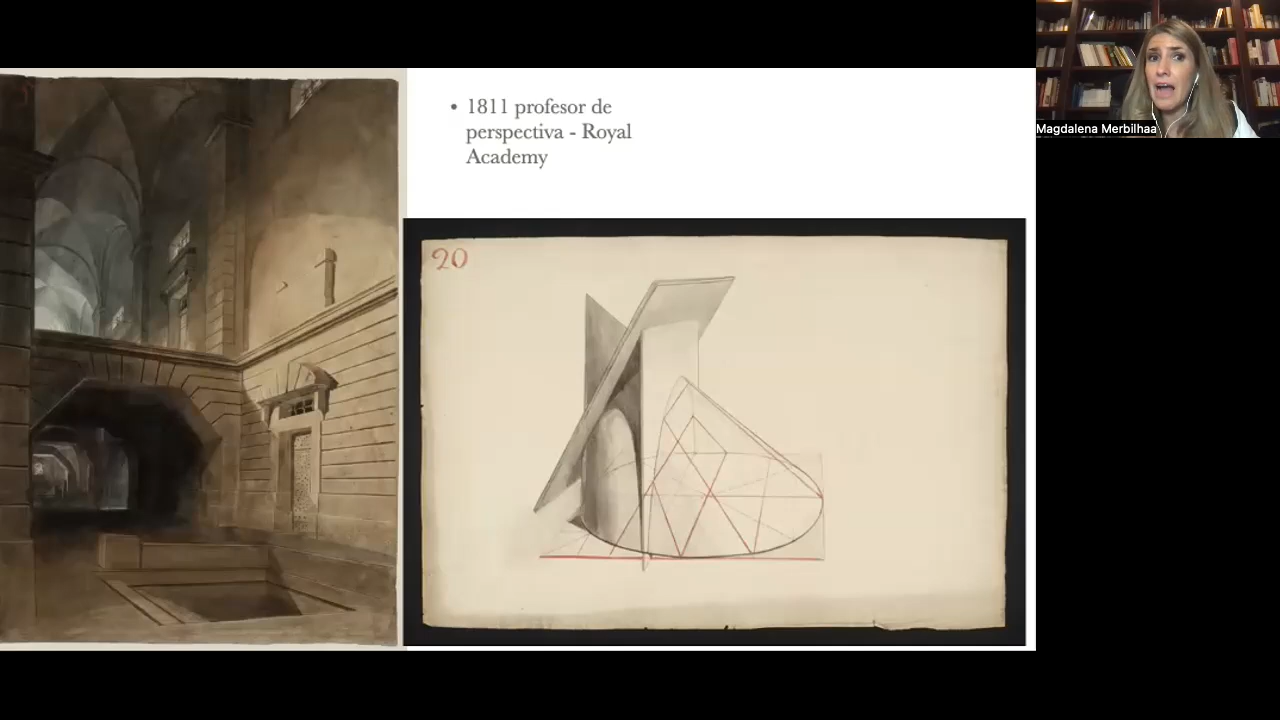 • 1811 profesor de
perspectiva - Royal
Academy
20
Magdalena Merbilhaa